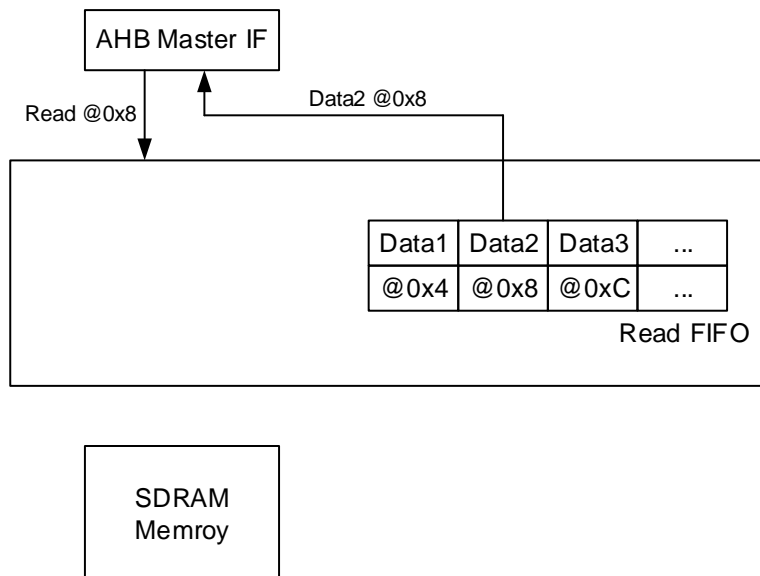 AHB Master IF
Read @0x8
Data2 @0x8
Data1 Data2 Data3 ...
@0x4 @0x8 @0xC ...
Read FIFO
SDRAM
Memroy